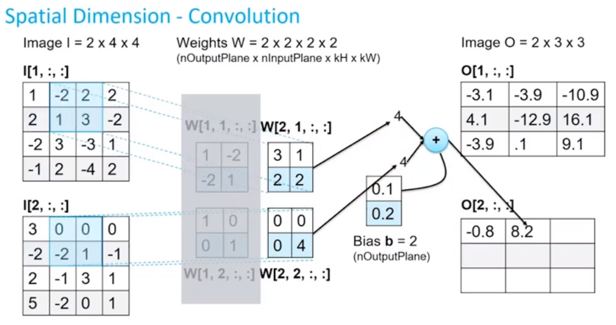 Spatial Dimension - Convolution
Image I = 2 x 4 x 4
Weights W = 2 x 2 x 2 x 2
(nOutputPlane x nInputPlane x kH x kW)
Image O = 2 x 3 x 3
I[1, :, :]
1 -2 2 2
2 1 3 -2
-2 3 -3 1
-1 2 -4 2
I[2, :, :]
3 0 0 0
-2 -2 1 -1
2 -1 3 1
5 -2 0 1
W[1, 1, :, :]
1 -2
-2 1
1 0
0 1
W[1, 2, :, :]
W[2, 1, :, :]
3 1
2 2
0 0
0 4
W[2, 2, :, :]
4
4
+
0.1
0.2
Bias b = 2
(nOutputPlane)
O[1, :, :]
-3.1 -3.9 -10.9
4.1 -12.9 16.1
-3.9 .1 9.1
O[2, :, :]
-0.8 8.2